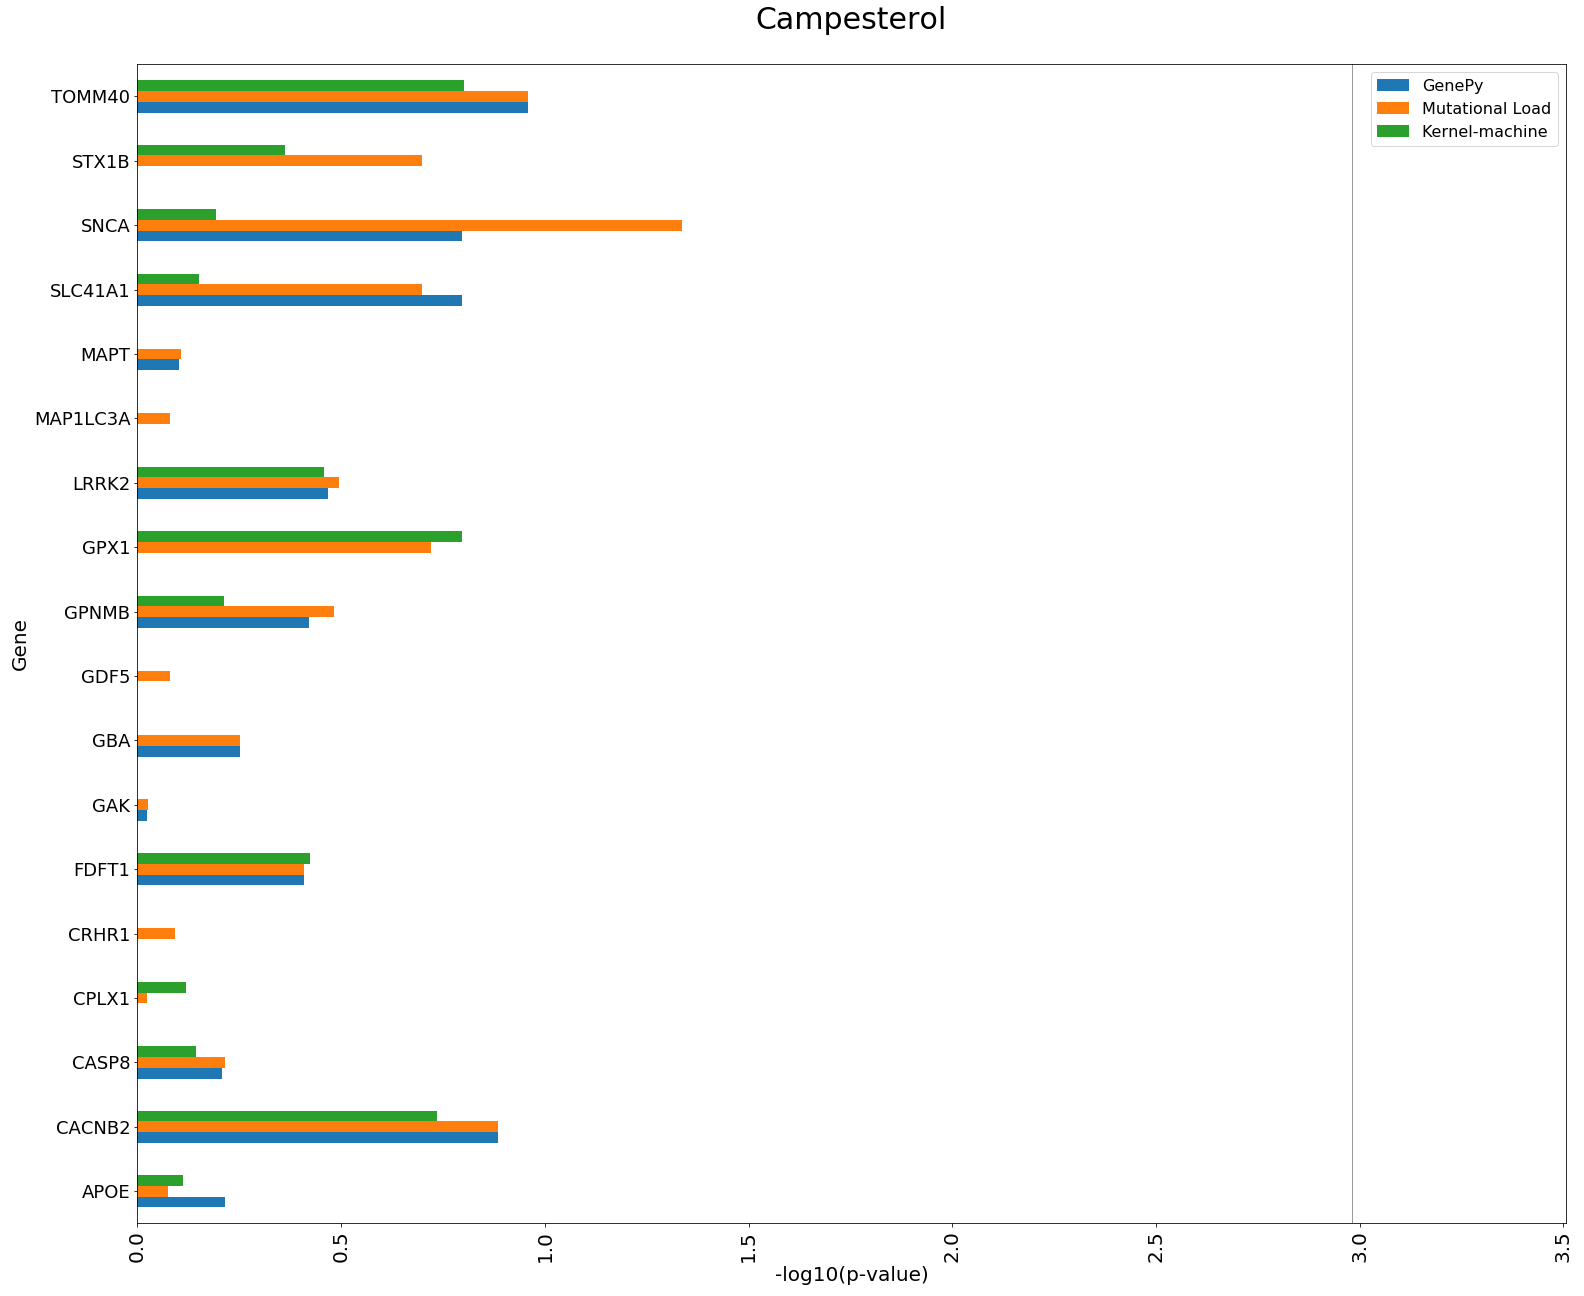 Campesterol
GenePy
Mutational Load
Kernel-machine
TOMM40
STX1B
SNCA
SLC41A1
MAPT
MAP1LC3A
LRRK2
GPX1
GPNMB
GDF5
GBA
GAK
FDFT1
CRHR1
CPLX1
CASP8
CACNB2
APOE
Gene
0.0
0.5
1.0
1.5
2.0
2.5
3.0
3.5
-log10(p-value)